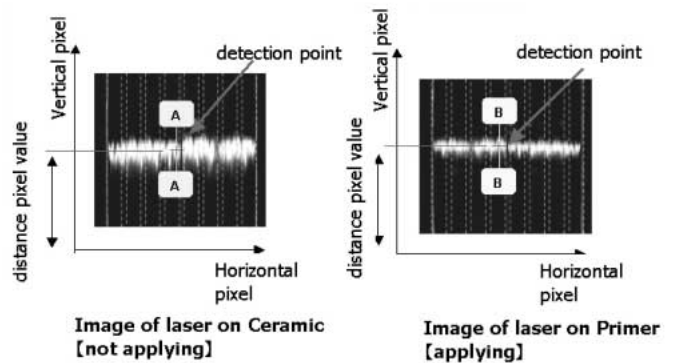 Vertical pixel
distance pixel value
detection point
A
A
Horizontal
pixel
Image of laser on Ceramic
【not applying】
Vertical pixel
distance pixel value
detection point
B
B
Horizontal
pixel
Image of laser on Primer
【applying】